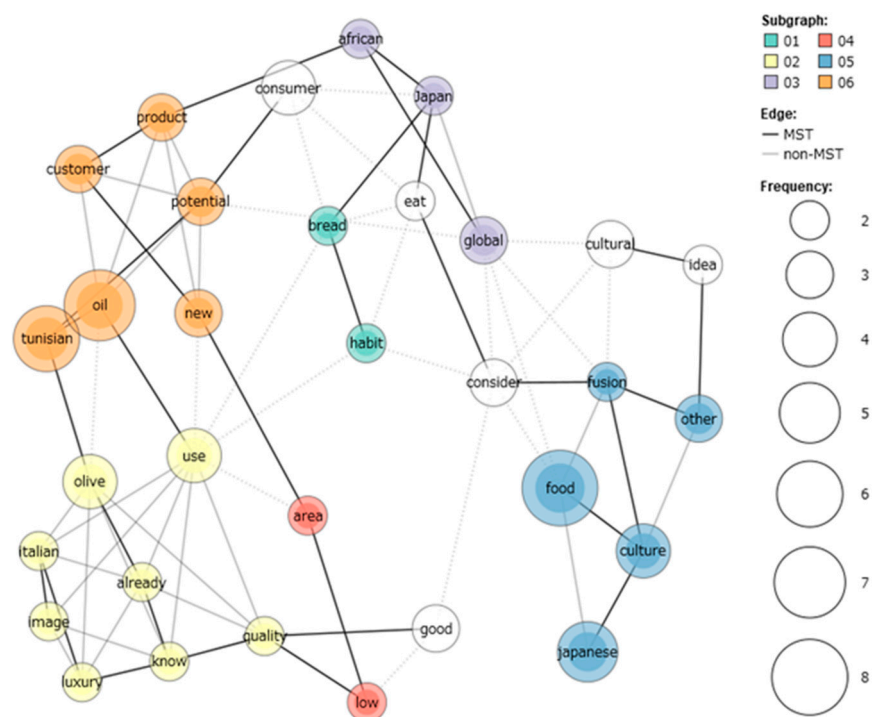 african
consumer
Japan
product
customer
potential
eat
bread
global
cultural
idea
oil
new
tunisian
habit
consider
fusion
other
use
olive
food
area
italian
already
culture
image
quality
good
know
japanese
luxury
low
Subgraph:
01 04
02 05
03 06
Edge:
MST
non-MST
Frequency:
2
3
4
5
6
7
8